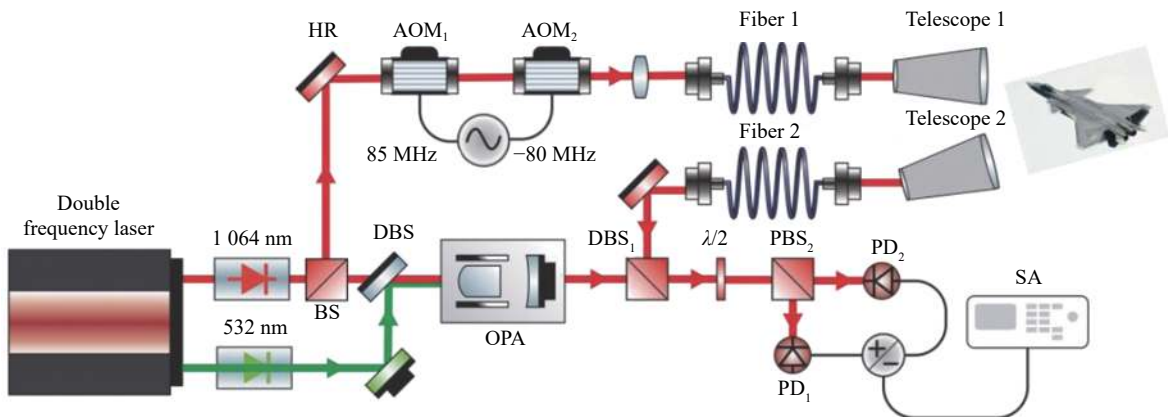 HR
AOM₁
AOM₂
Fiber 1
Telescope 1
Fiber 2
Telescope 2
85 MHz
−80 MHz
Double
frequency laser
1 064 nm
DBS
DBS₁
λ/2
PBS₂
PD₂
SA
BS
532 nm
OPA
PD₁